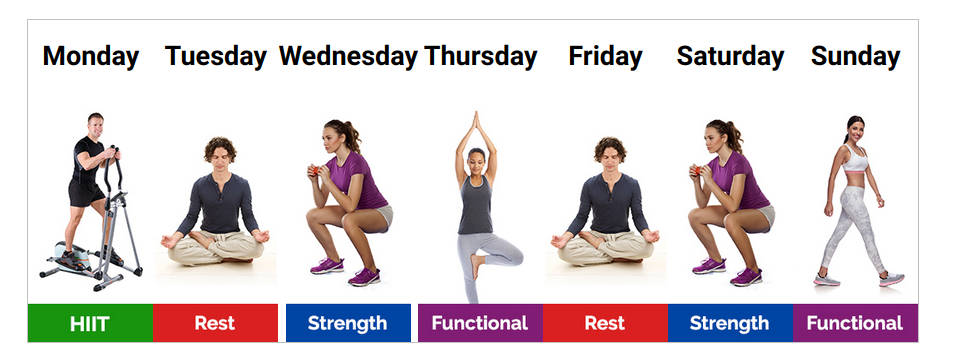 Monday Tuesday Wednesday Thursday Friday Saturday Sunday
HIIT Rest Strength Functional Rest Strength Functional